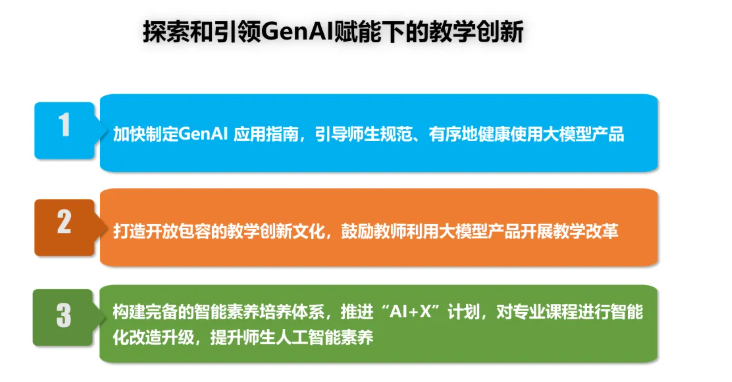 探索和引领GenAI赋能下的教学创新
1
加快制定GenAI 应用指南，引导师生规范、有序地健康使用大模型产品
2
打造开放包容的教学创新文化，鼓励教师利用大模型产品开展教学改革
3
构建完备的智能素养培养体系，推进“AI+X”计划，对专业课程进行智能
化改造升级，提升师生人工智能素养